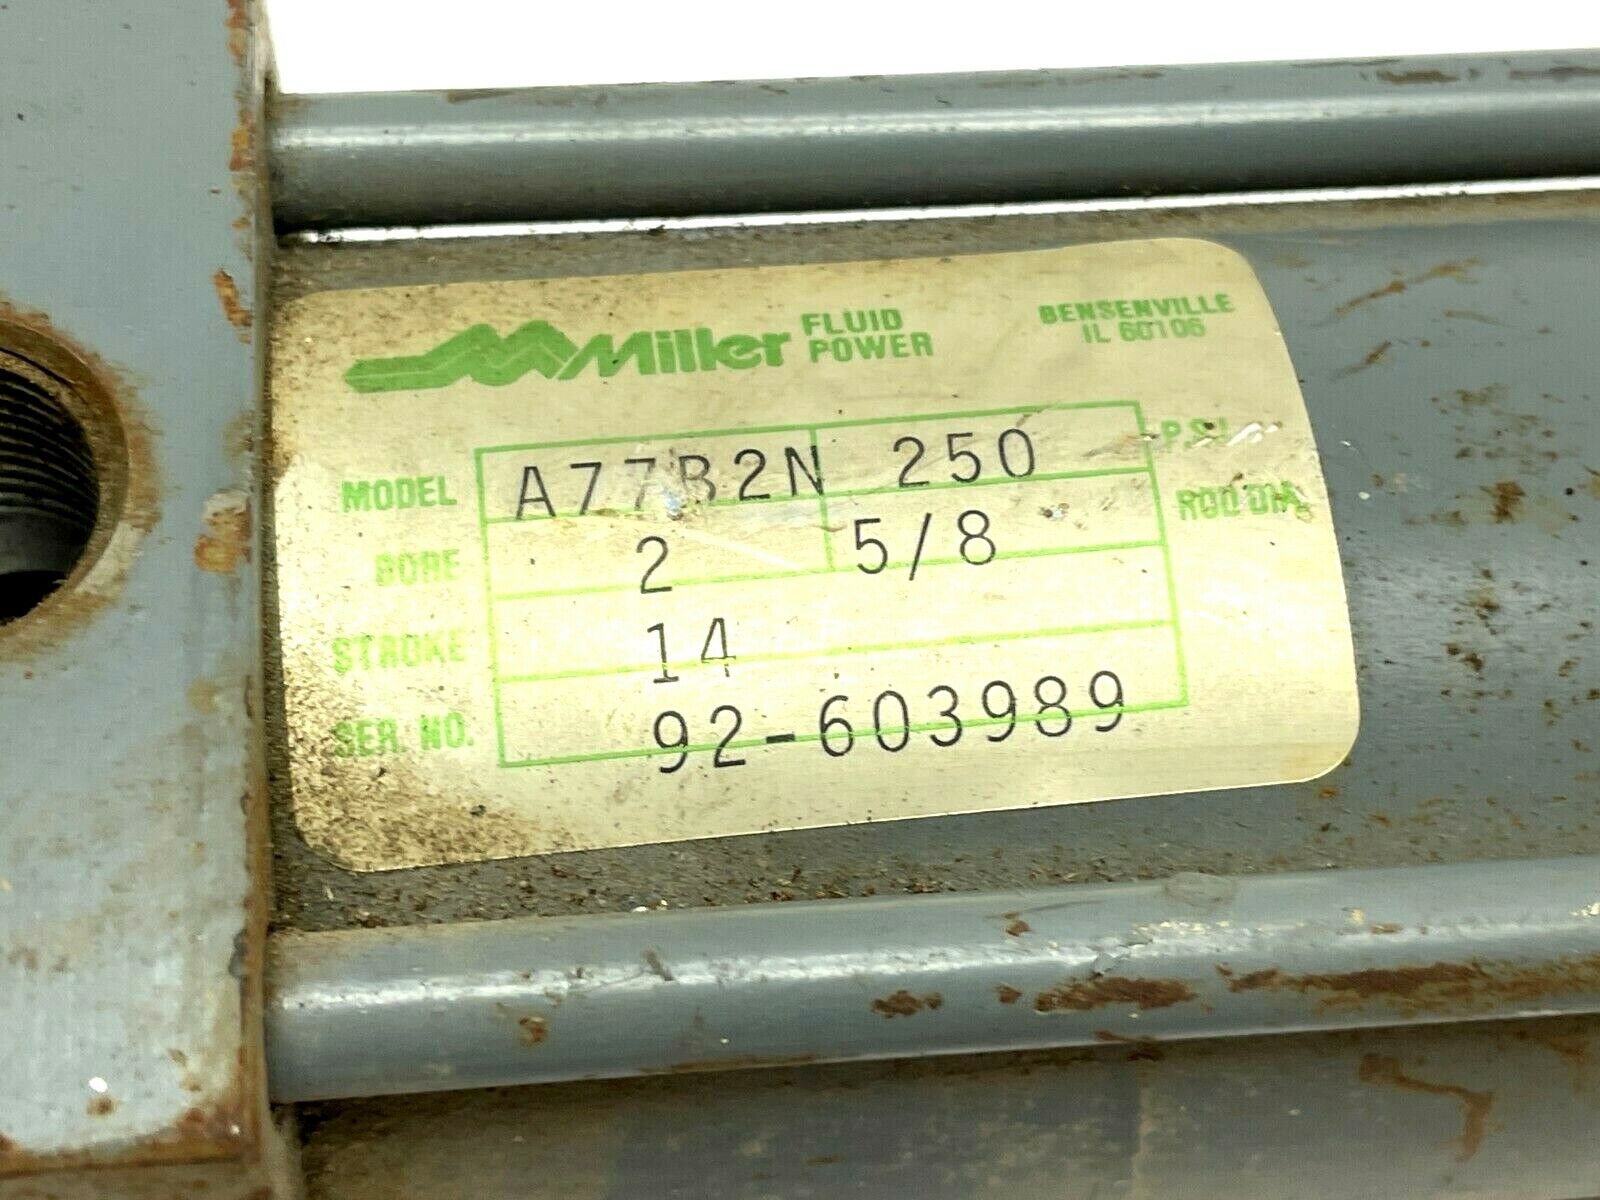 Miller FLUID POWER
BENSENVILLE
IL 60106
MODEL A77B2N 250 P.S.I.
BORE 2 5/8 ROD DIA.
STROKE 14
SER. NO. 92-603989